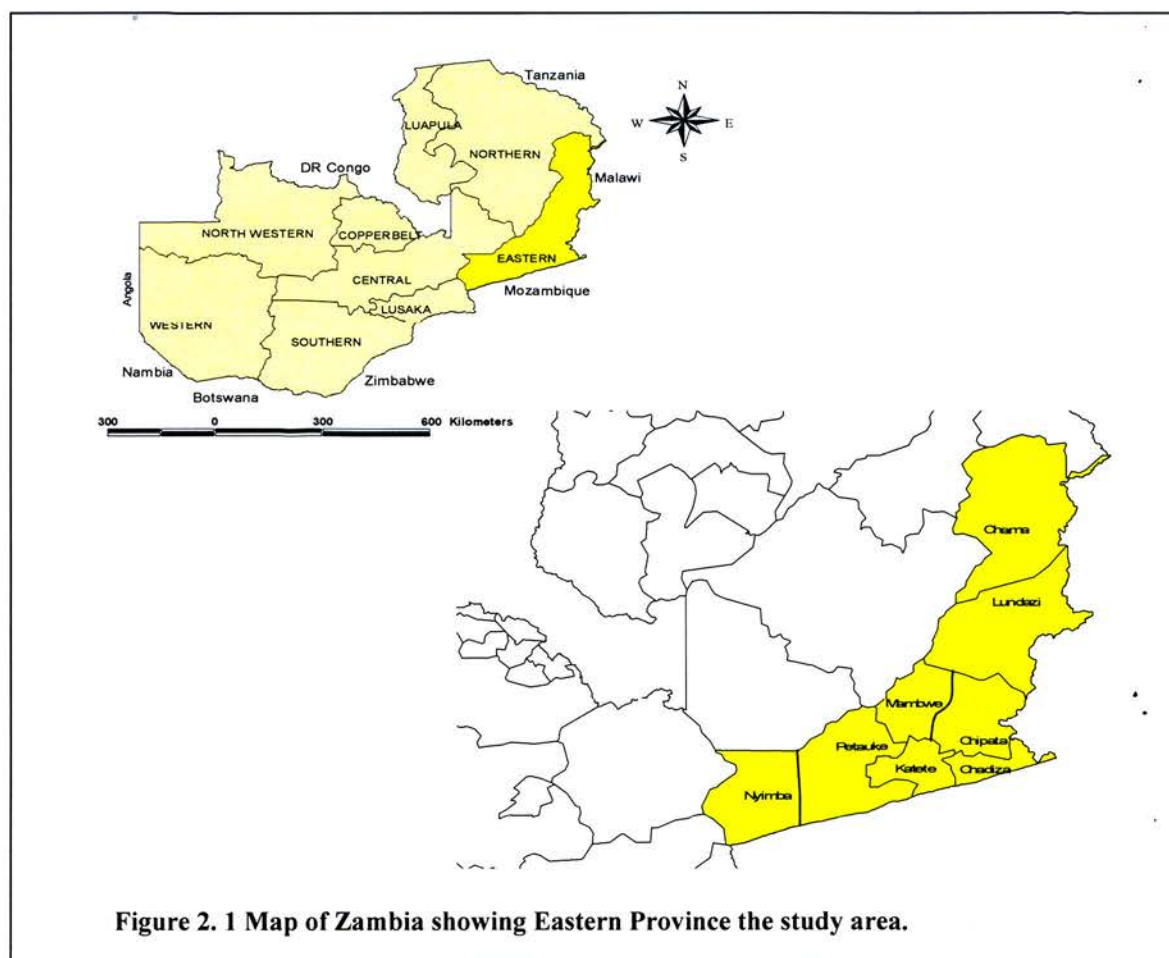 Tanzania
N
W E
S
LUAPULA
NORTHERN
DR Congo
Malawi
NORTH WESTERN
COPPERBELT
EASTERN
CENTRAL
Mozambique
Angola
LUSAKA
WESTERN
SOUTHERN
Nambia
Zimbabwe
Botswana
300 0 300 600 Kilometers
Chama
Lundazi
Mambwe
Petauke
Chipata
Katete
Chadiza
Nyimba
Figure 2. 1 Map of Zambia showing Eastern Province the study area.